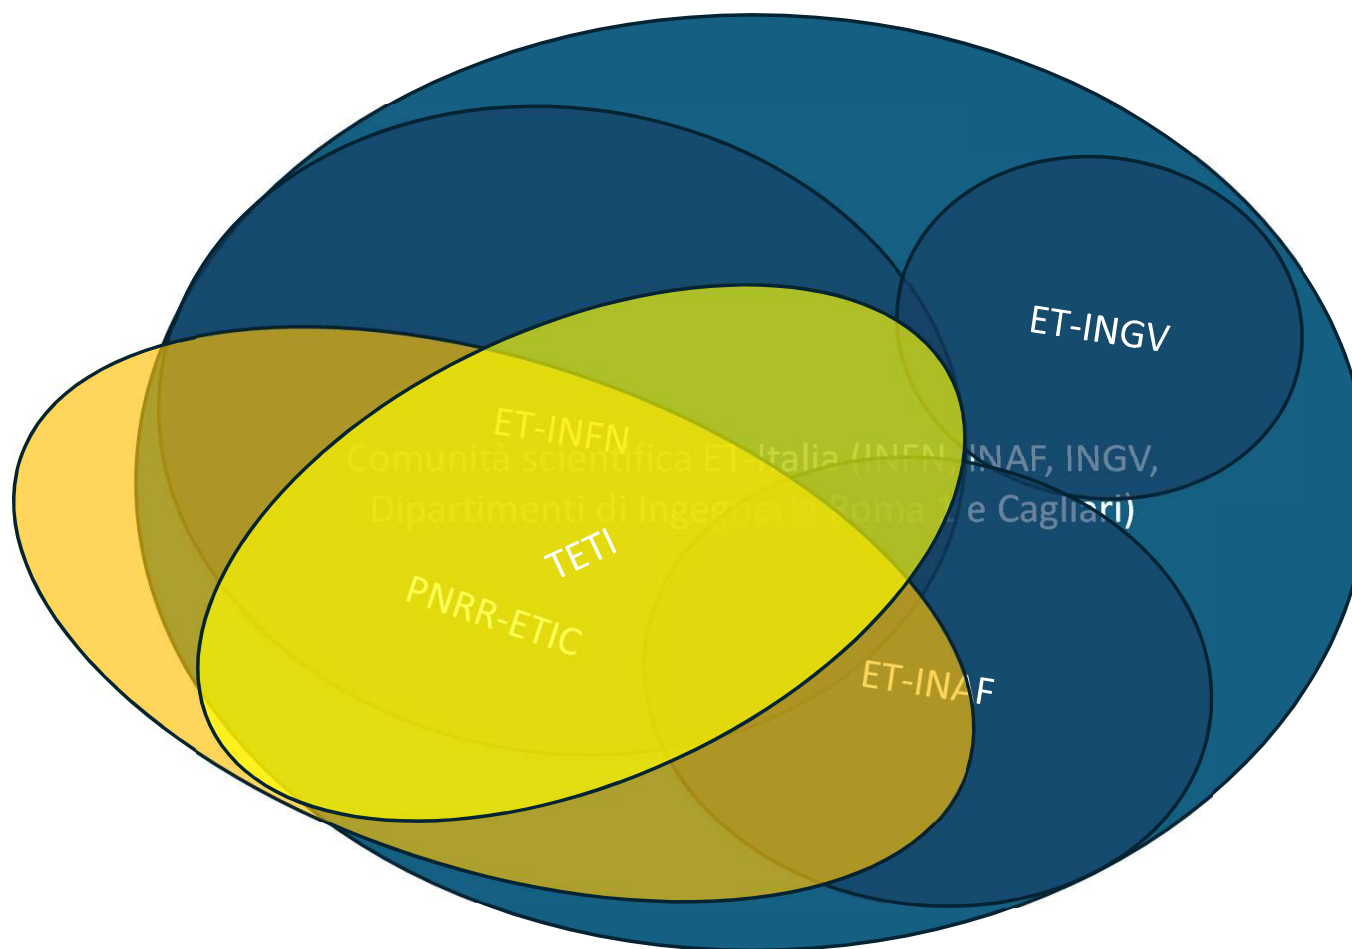 ET-INGV
ET-INFN
Comunità scientifica ET-Italia (INFN, INAF, INGV,
Dipartimenti di Ingegneria Roma 1 e Cagliari)
TETI
PNRR-ETIC
ET-INAF